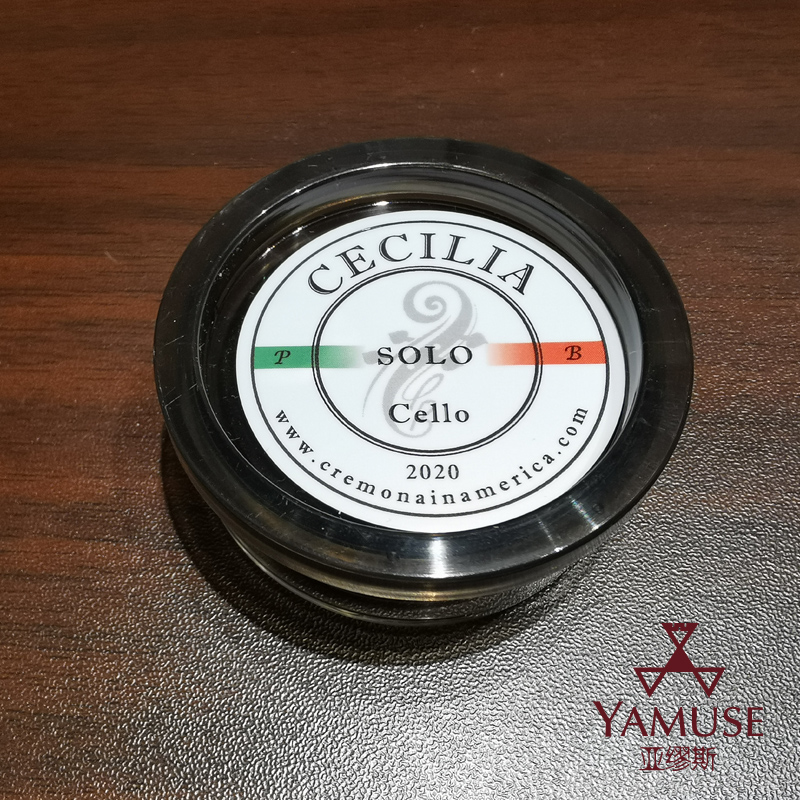 CECILIA
P
SOLO
B
Cello
2020
www.cremonainamerica.com
YAMUSE
亚缪斯